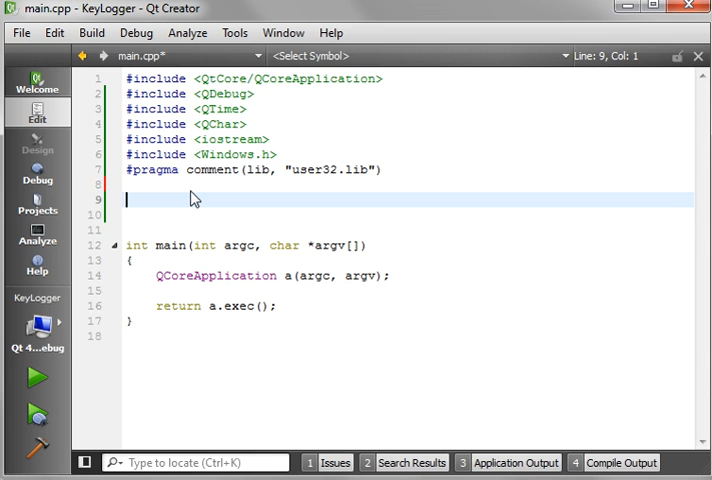 main.cpp - KeyLogger - Qt Creator
File Edit Build Debug Analyze Tools Window Help
main.cpp* <Select Symbol> Line: 9, Col: 1
Welcome
Edit
Design
Debug
Projects
Analyze
Help
KeyLogger
Qt 4...ebug
1 #include <QtCore/QCoreApplication>
2 #include <QDebug>
3 #include <QTime>
4 #include <QChar>
5 #include <iostream>
6 #include <Windows.h>
7 #pragma comment(lib, "user32.lib")
8
9
10
11
12 int main(int argc, char *argv[])
13 {
14 QCoreApplication a(argc, argv);
15
16 return a.exec();
17 }
18
Type to locate (Ctrl+K) 1 Issues 2 Search Results 3 Application Output 4 Compile Output